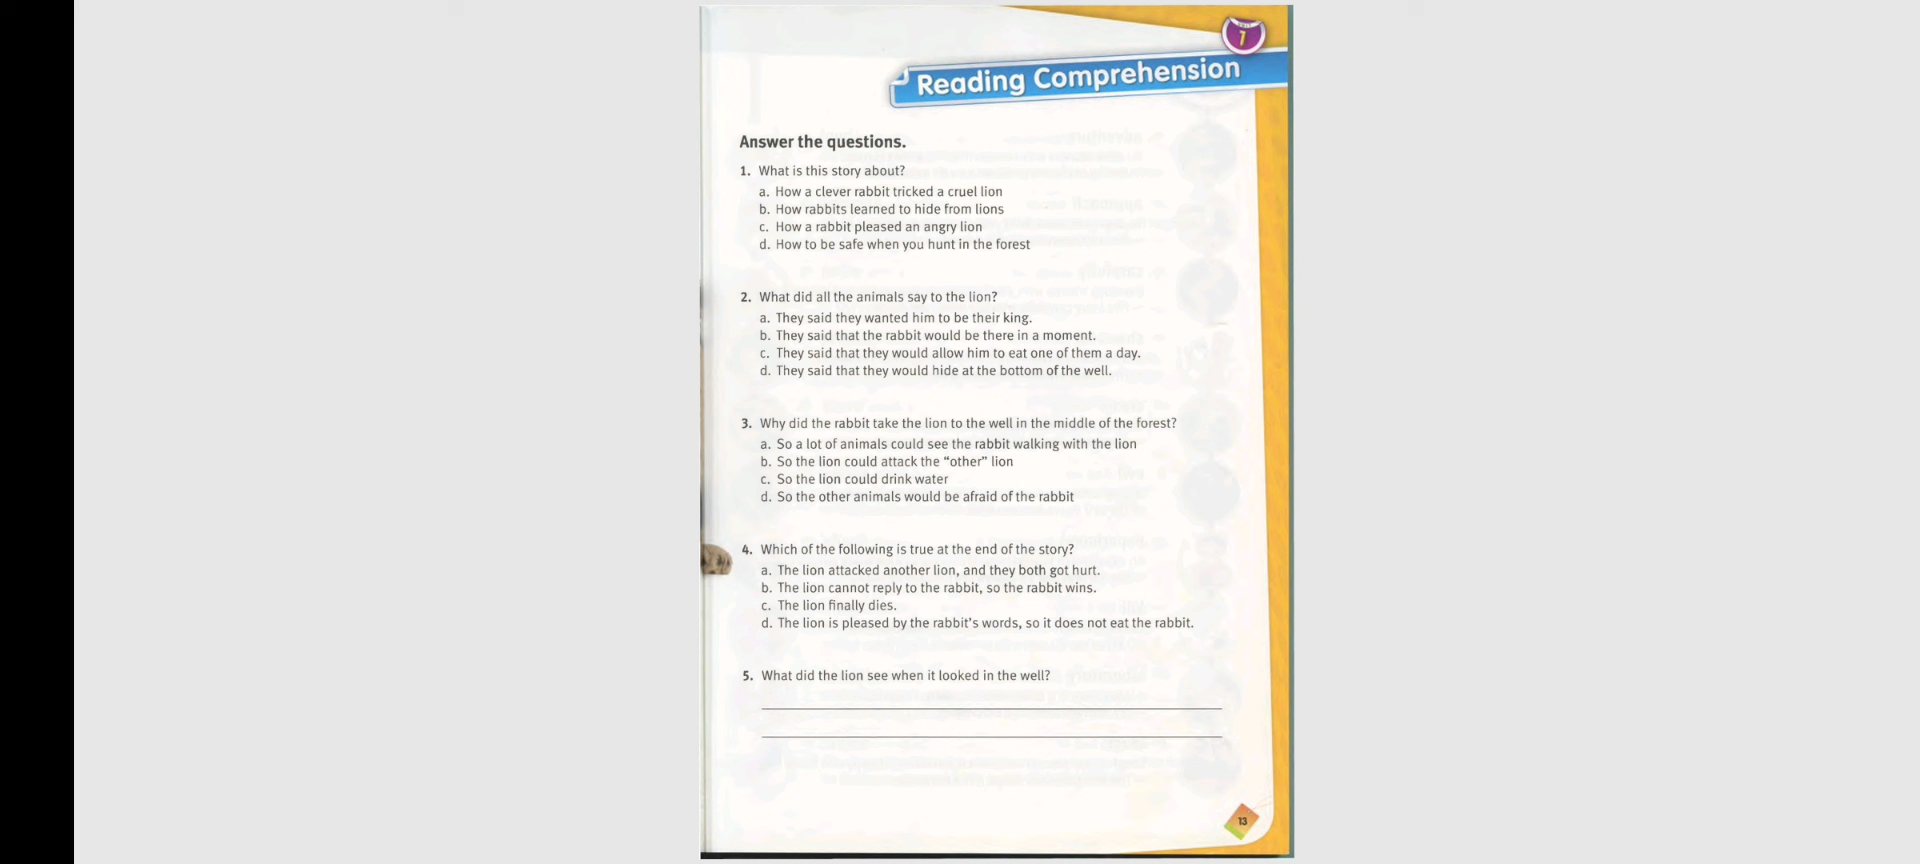 UNIT
1
Reading Comprehension
Answer the questions.
1. What is this story about?
a. How a clever rabbit tricked a cruel lion
b. How rabbits learned to hide from lions
c. How a rabbit pleased an angry lion
d. How to be safe when you hunt in the forest
2. What did all the animals say to the lion?
a. They said they wanted him to be their king.
b. They said that the rabbit would be there in a moment.
c. They said that they would allow him to eat one of them a day.
d. They said that they would hide at the bottom of the well.
3. Why did the rabbit take the lion to the well in the middle of the forest?
a. So a lot of animals could see the rabbit walking with the lion
b. So the lion could attack the “other” lion
c. So the lion could drink water
d. So the other animals would be afraid of the rabbit
4. Which of the following is true at the end of the story?
a. The lion attacked another lion, and they both got hurt.
b. The lion cannot reply to the rabbit, so the rabbit wins.
c. The lion finally dies.
d. The lion is pleased by the rabbit's words, so it does not eat the rabbit.
5. What did the lion see when it looked in the well?
13